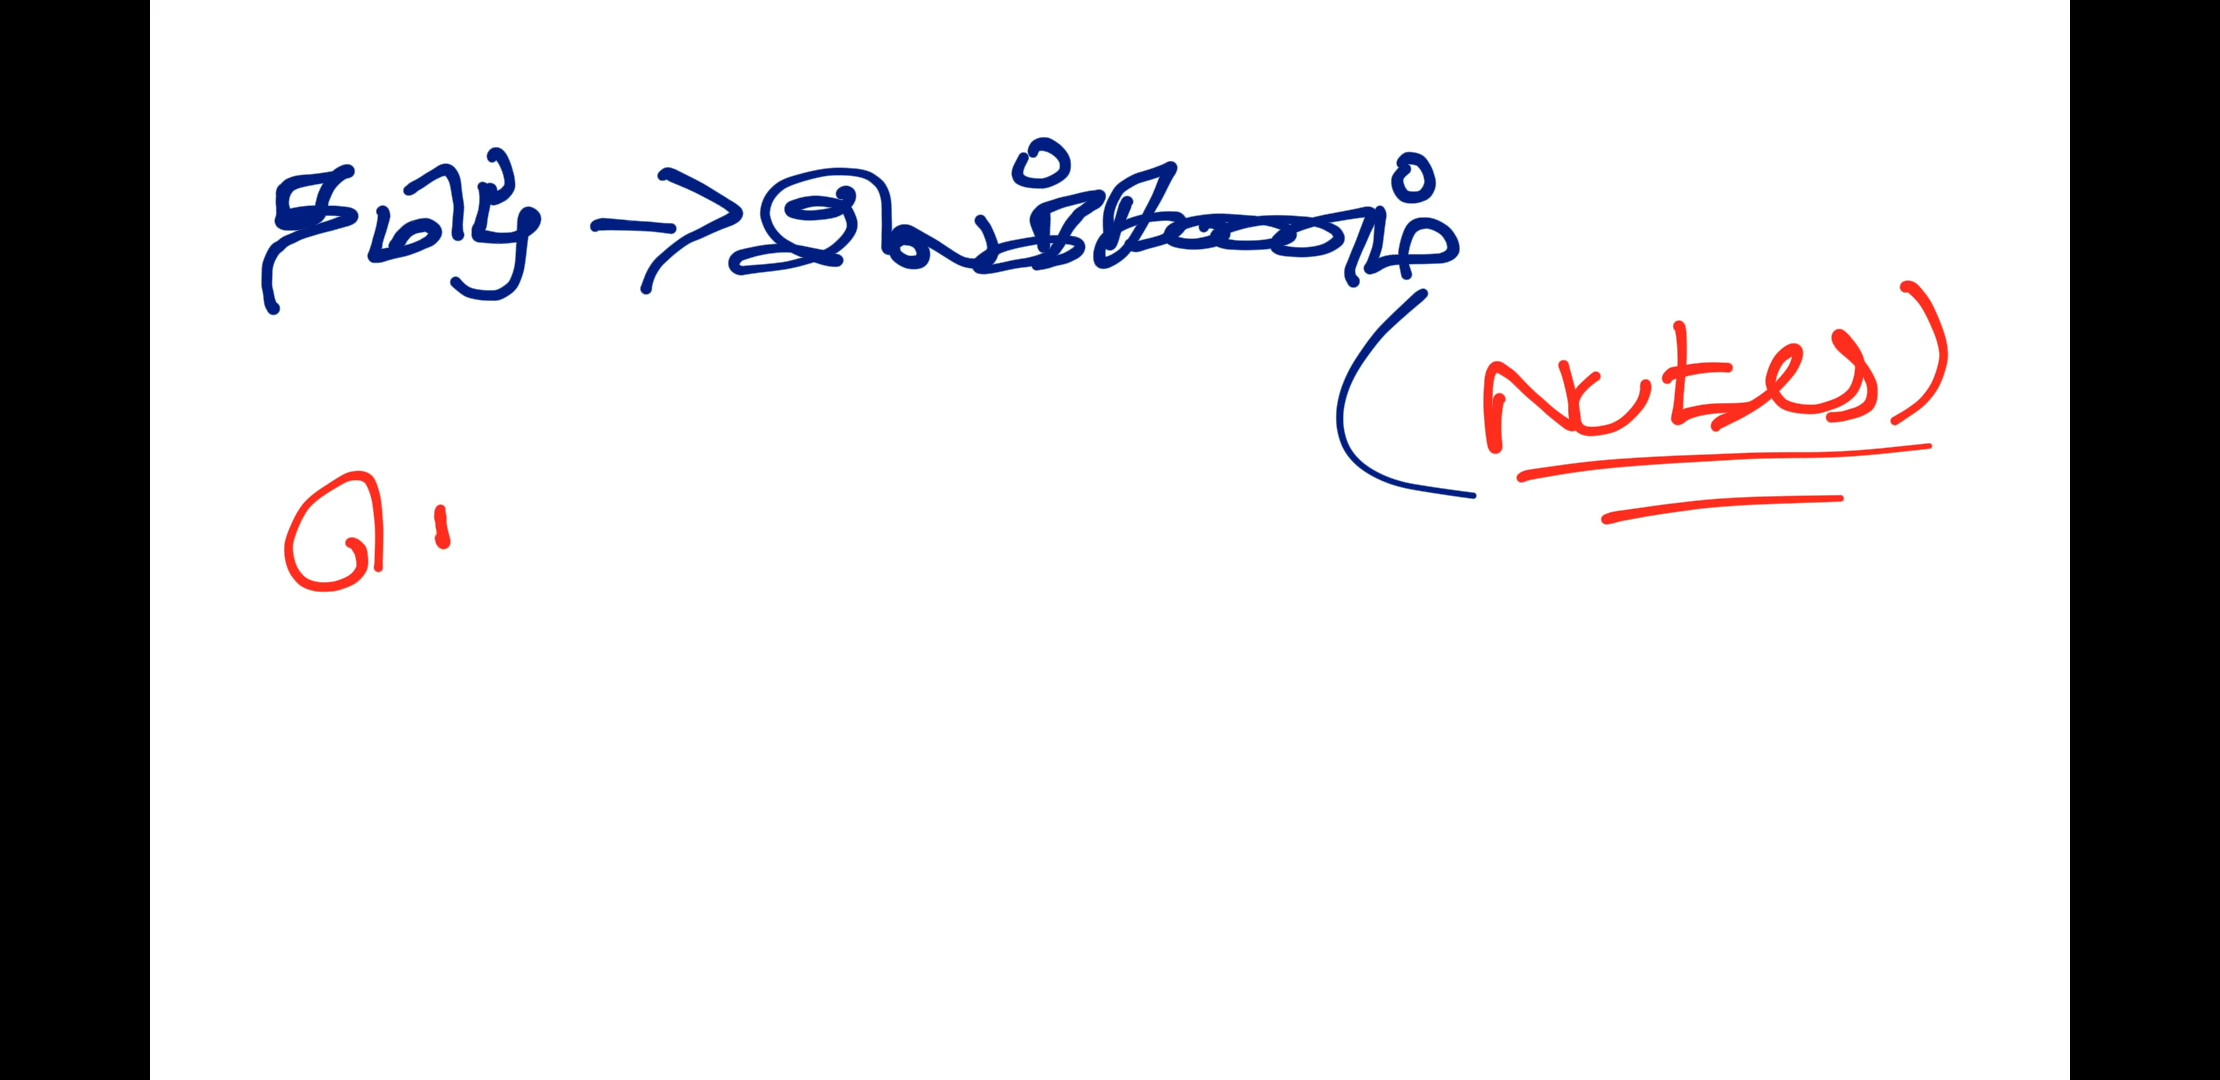 தமிழ் → இலக்கணம்
(Notes)